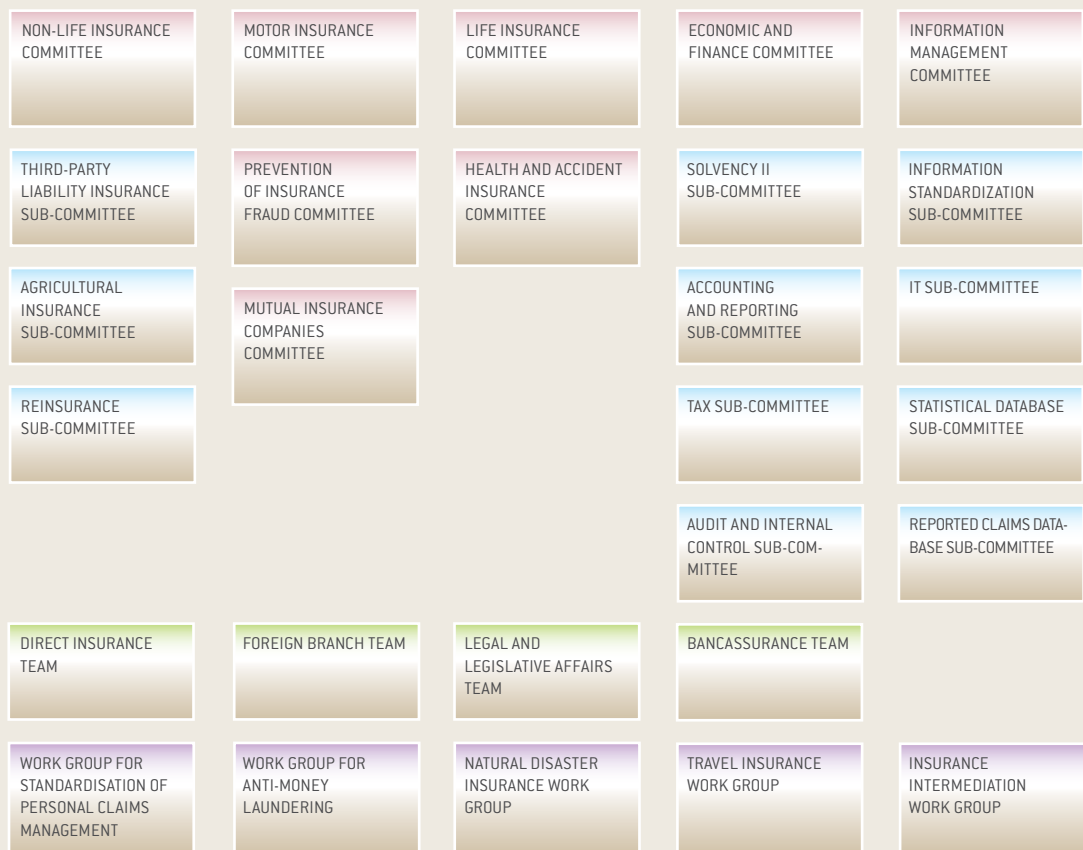 NON-LIFE INSURANCE
COMMITTEE
MOTOR INSURANCE
COMMITTEE
LIFE INSURANCE
COMMITTEE
ECONOMIC AND
FINANCE COMMITTEE
INFORMATION
MANAGEMENT
COMMITTEE
THIRD-PARTY
LIABILITY INSURANCE
SUB-COMMITTEE
PREVENTION
OF INSURANCE
FRAUD COMMITTEE
HEALTH AND ACCIDENT
INSURANCE
COMMITTEE
SOLVENCY II
SUB-COMMITTEE
INFORMATION
STANDARDIZATION
SUB-COMMITTEE
AGRICULTURAL
INSURANCE
SUB-COMMITTEE
MUTUAL INSURANCE
COMPANIES
COMMITTEE
ACCOUNTING
AND REPORTING
SUB-COMMITTEE
IT SUB-COMMITTEE
REINSURANCE
SUB-COMMITTEE
TAX SUB-COMMITTEE
STATISTICAL DATABASE
SUB-COMMITTEE
AUDIT AND INTERNAL
CONTROL SUB-COM-
MITTEE
REPORTED CLAIMS DATA-
BASE SUB-COMMITTEE
DIRECT INSURANCE
TEAM
FOREIGN BRANCH TEAM
LEGAL AND
LEGISLATIVE AFFAIRS
TEAM
BANCASSURANCE TEAM
WORK GROUP FOR
STANDARDISATION OF
PERSONAL CLAIMS
MANAGEMENT
WORK GROUP FOR
ANTI-MONEY
LAUNDERING
NATURAL DISASTER
INSURANCE WORK
GROUP
TRAVEL INSURANCE
WORK GROUP
INSURANCE
INTERMEDIATION
WORK GROUP